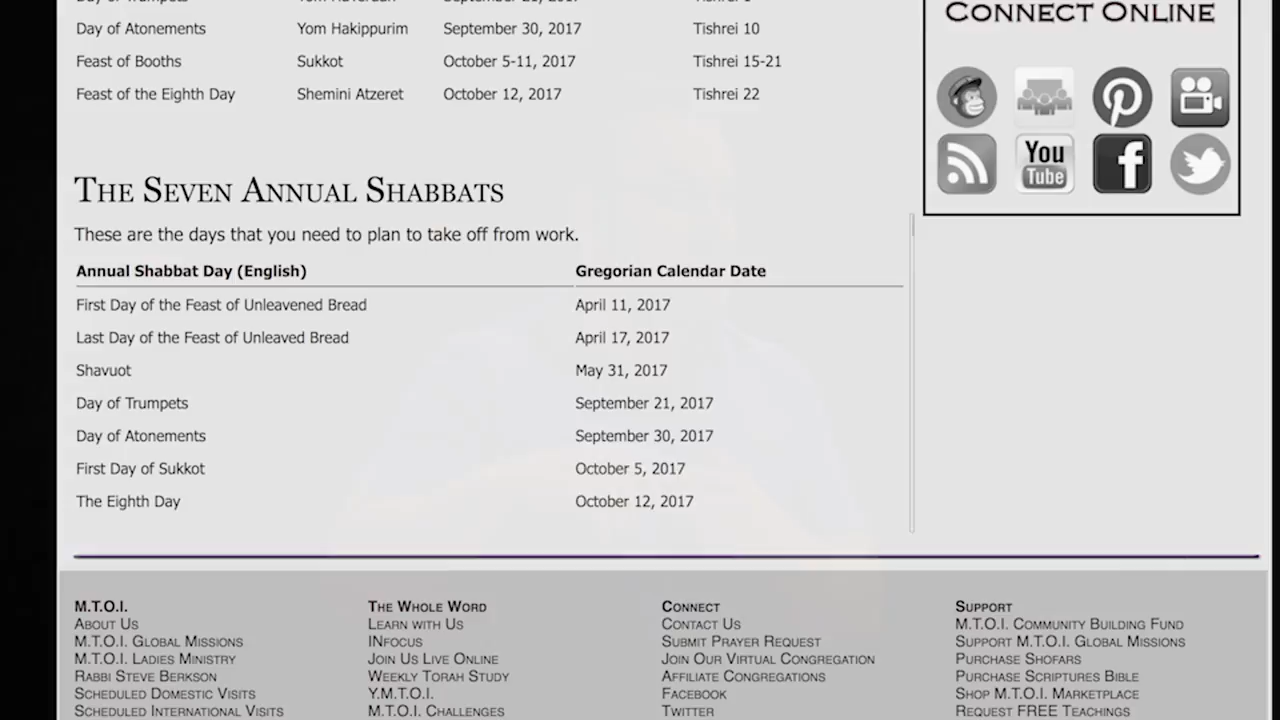 Day of Atonements Yom Hakippurim September 30, 2017 Tishrei 10
Feast of Booths Sukkot October 5-11, 2017 Tishrei 15-21
Feast of the Eighth Day Shemini Atzeret October 12, 2017 Tishrei 22
Connect Online
You
Tube
The Seven Annual Shabbats
These are the days that you need to plan to take off from work.
Annual Shabbat Day (English) Gregorian Calendar Date
First Day of the Feast of Unleavened Bread April 11, 2017
Last Day of the Feast of Unleaved Bread April 17, 2017
Shavuot May 31, 2017
Day of Trumpets September 21, 2017
Day of Atonements September 30, 2017
First Day of Sukkot October 5, 2017
The Eighth Day October 12, 2017
M.T.O.I. The Whole Word Connect Support
About Us Learn with Us Contact Us M.T.O.I. Community Building Fund
M.T.O.I. Global Missions INfocus Submit Prayer Request Support M.T.O.I. Global Missions
M.T.O.I. Ladies Ministry Join Us Live Online Join Our Virtual Congregation Purchase Shofars
Rabbi Steve Berkson Weekly Torah Study Affiliate Congregations Purchase Scriptures Bible
Scheduled Domestic Visits Y.M.T.O.I. Facebook Shop M.T.O.I. Marketplace
Scheduled International Visits M.T.O.I. Challenges Twitter Request FREE Teachings